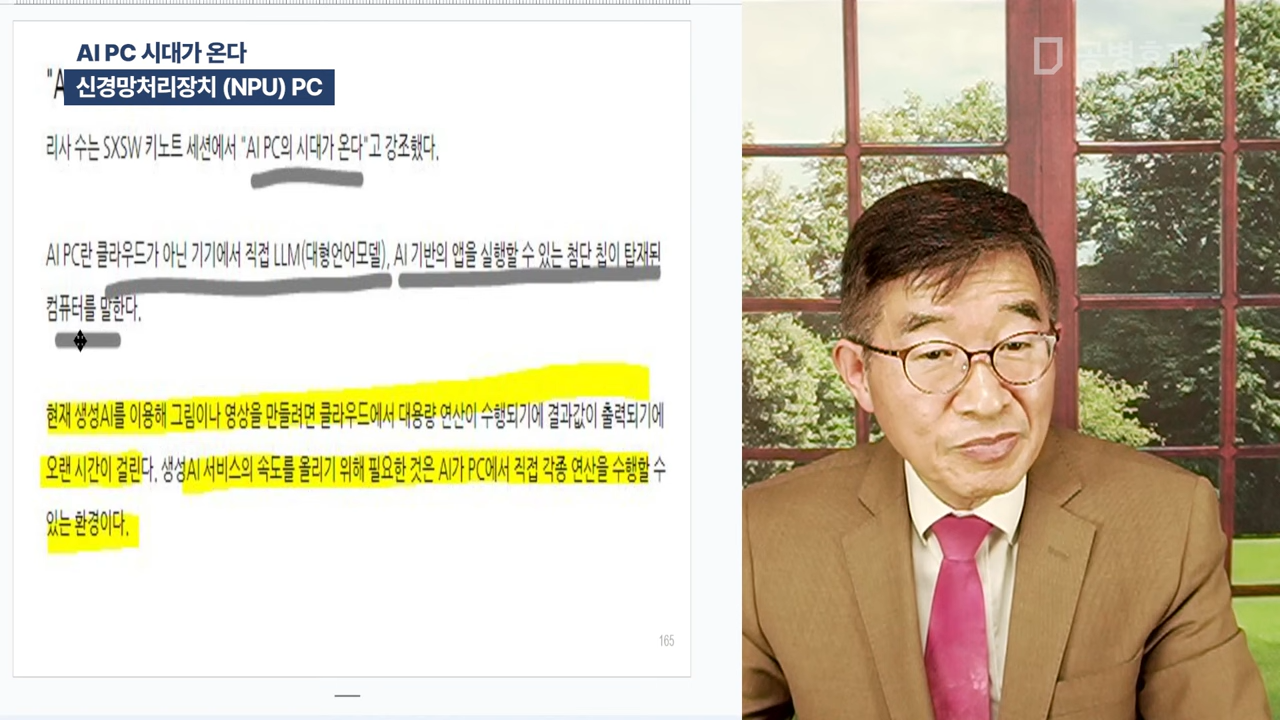 AI PC 시대가 온다
"A
신경망처리장치 (NPU) PC
공병호TV
리사 수는 SXSW 키노트 세션에서 "AI PC의 시대가 온다"고 강조했다.
AI PC란 클라우드가 아닌 기기에서 직접 LLM(대형언어모델), AI 기반의 앱을 실행할 수 있는 첨단 칩이 탑재된
컴퓨터를 말한다.
현재 생성AI를 이용해 그림이나 영상을 만들려면 클라우드에서 대용량 연산이 수행되기에 결과값이 출력되기에
오랜 시간이 걸린다. 생성AI 서비스의 속도를 올리기 위해 필요한 것은 AI가 PC에서 직접 각종 연산을 수행할 수
있는 환경이다.
165